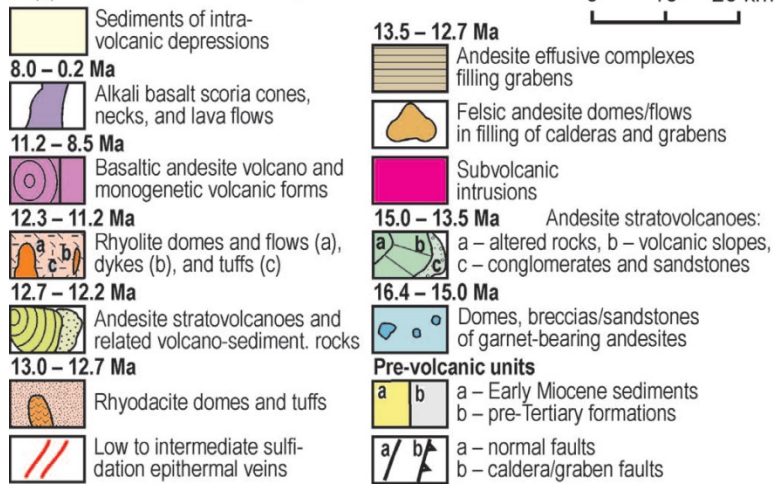 Sediments of intra-
volcanic depressions
8.0 – 0.2 Ma
Alkali basalt scoria cones,
necks, and lava flows
11.2 – 8.5 Ma
Basaltic andesite volcano and
monogenetic volcanic forms
12.3 – 11.2 Ma
a
b
c
Rhyolite domes and flows (a),
dykes (b), and tuffs (c)
12.7 – 12.2 Ma
Andesite stratovolcanoes and
related volcano-sediment. rocks
13.0 – 12.7 Ma
Rhyodacite domes and tuffs
Low to intermediate sulfi-
dation epithermal veins
13.5 – 12.7 Ma
Andesite effusive complexes
filling grabens
Felsic andesite domes/flows
in filling of calderas and grabens
Subvolcanic
intrusions
15.0 – 13.5 Ma Andesite stratovolcanoes:
a b
c
a – altered rocks, b – volcanic slopes,
c – conglomerates and sandstones
16.4 – 15.0 Ma
Domes, breccias/sandstones
of garnet-bearing andesites
Pre-volcanic units
a b
a – Early Miocene sediments
b – pre-Tertiary formations
a b
a – normal faults
b – caldera/graben faults